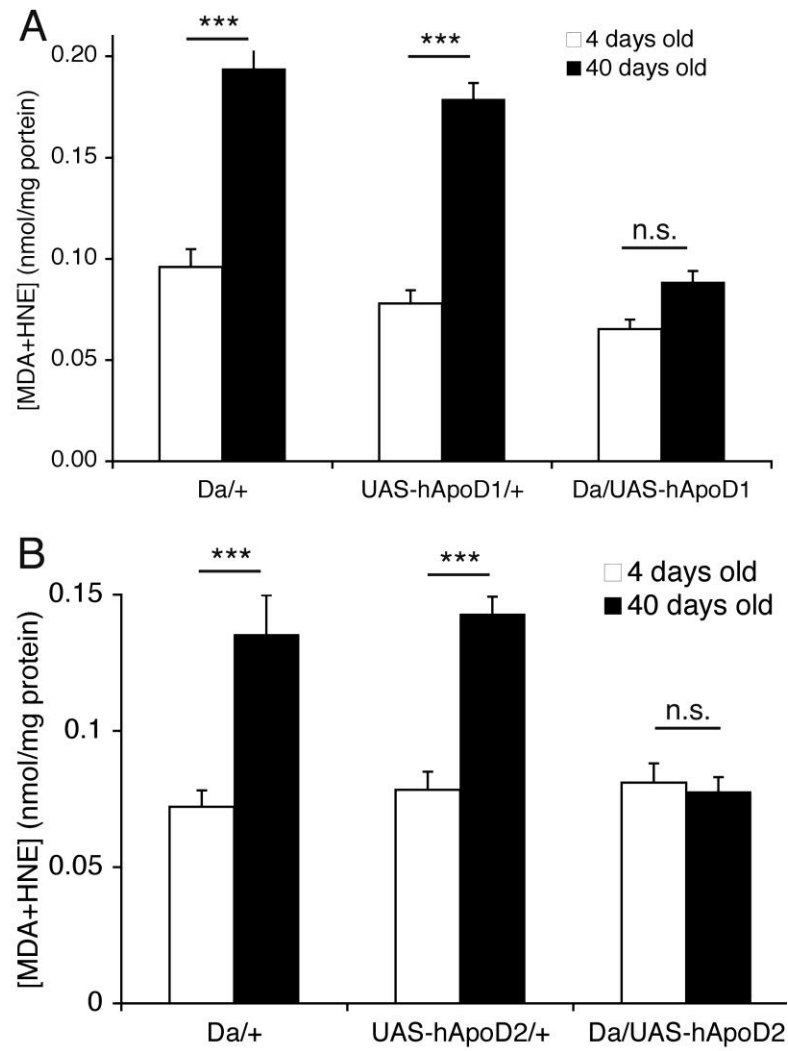 A
*** 
***
4 days old
40 days old
0.20
0.15
0.10
0.05
0.00
n.s.
[MDA+HNE] (nmol/mg portein)
Da/+ UAS-hApoD1/+ Da/UAS-hApoD1
B
***
***
4 days old
40 days old
0.15
0.1
0.05
0
n.s.
[MDA+HNE] (nmol/mg protein)
Da/+ UAS-hApoD2/+ Da/UAS-hApoD2